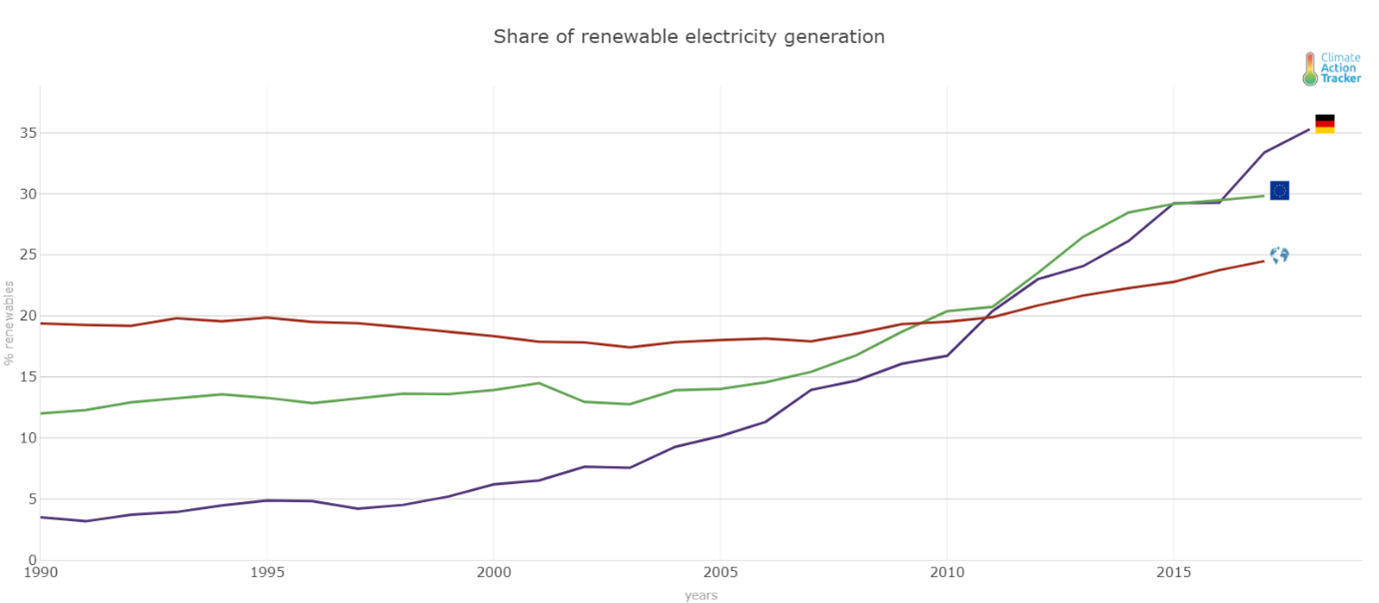 Share of renewable electricity generation
Climate
Action
Tracker
35
30
25
20
15
10
5
0
% renewables
1990
1995
2000
2005
2010
2015
years